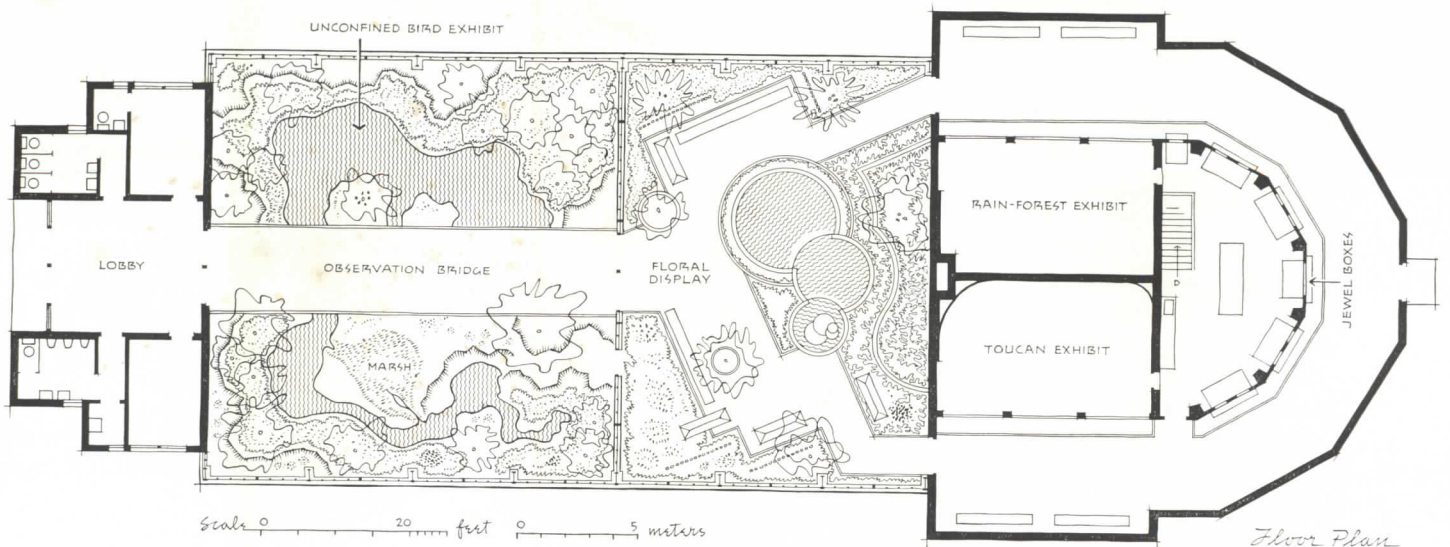 UNCONFINED BIRD EXHIBIT
LOBBY
OBSERVATION BRIDGE
FLORAL
DISPLAY
MARSH
RAIN-FOREST EXHIBIT
TOUCAN EXHIBIT
D
JEWEL BOXES
Scale 0 20 feet 0 5 meters
Floor Plan